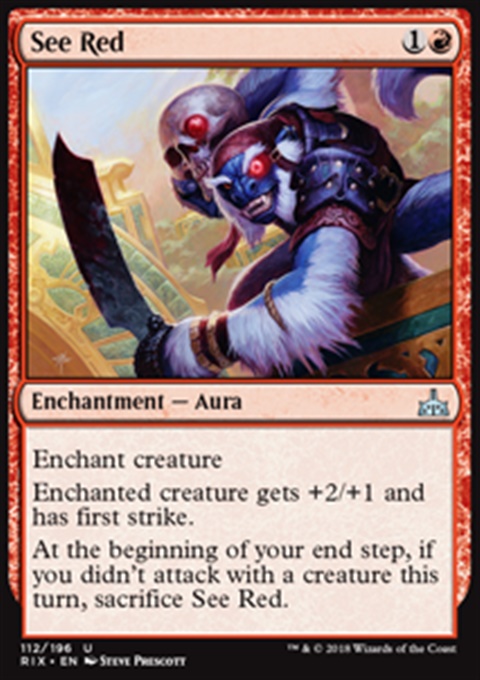 See Red 1
Enchantment — Aura
Enchant creature
Enchanted creature gets +2/+1 and
has first strike.
At the beginning of your end step, if
you didn't attack with a creature this
turn, sacrifice See Red.
112/196 U
RIX • EN Steve Prescott
™ & © 2018 Wizards of the Coast